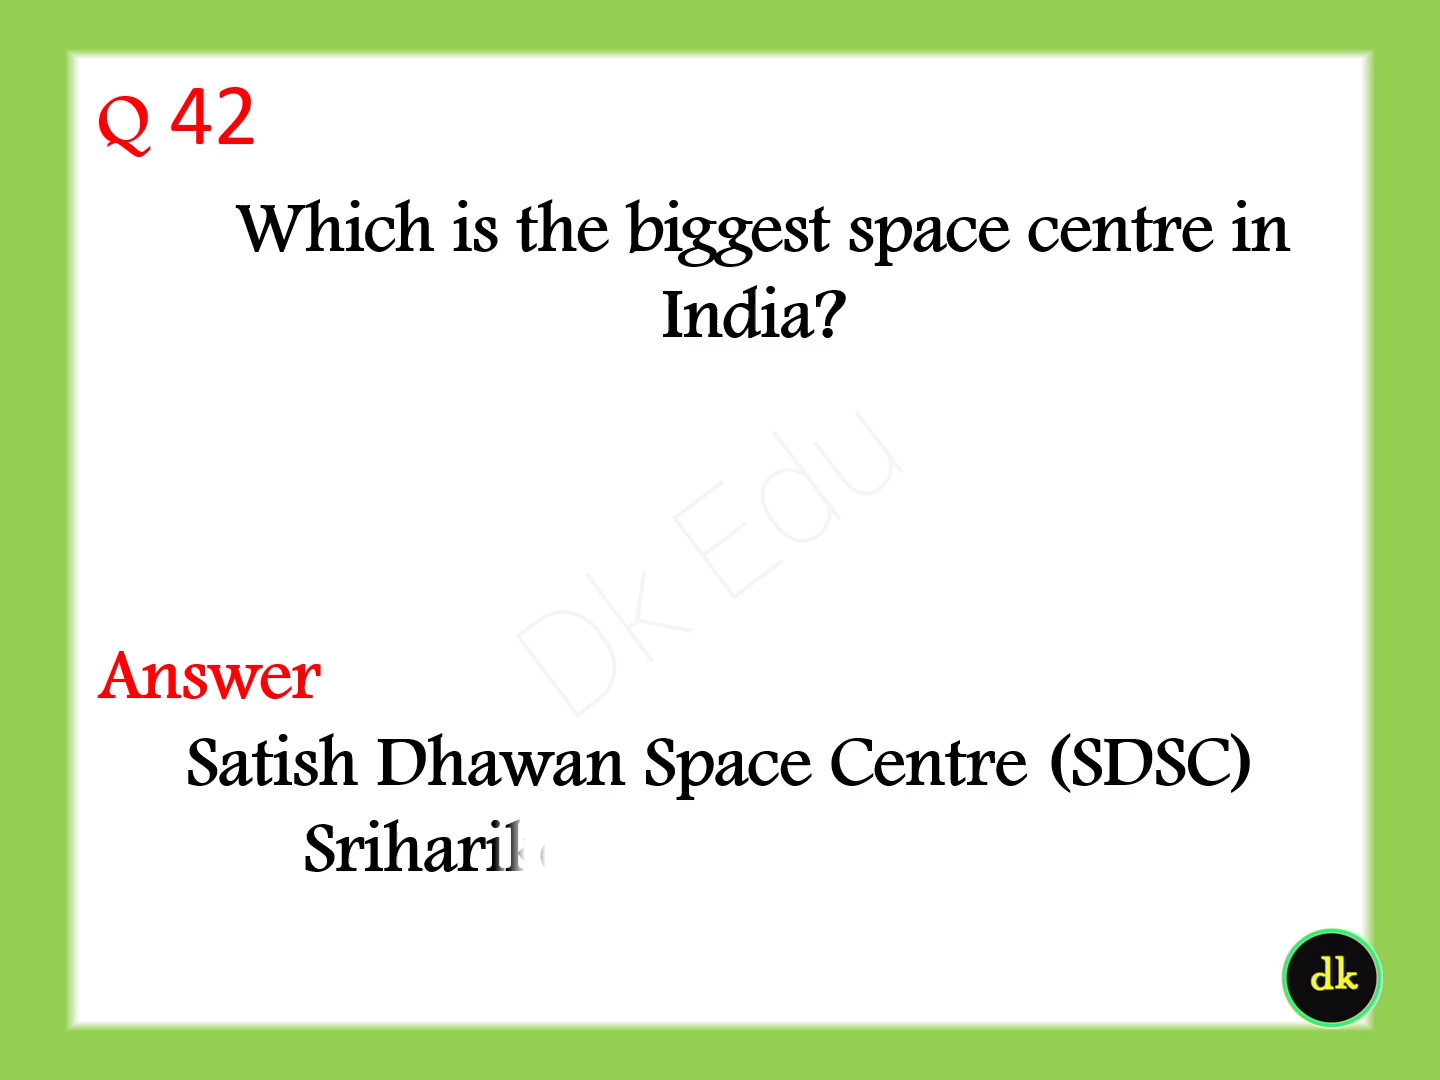 Q 42
Which is the biggest space centre in
India?
Dk Edu
Answer
Satish Dhawan Space Centre (SDSC)
dk